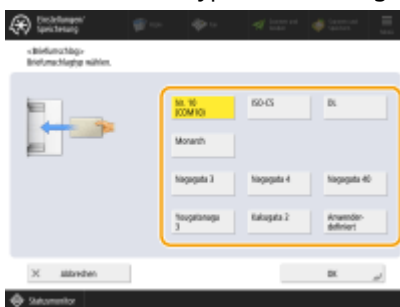 Einstellungen/
Speicherung
<Briefumschlag>
Briefumschlagtyp wählen.
Nr. 10
(COM10)
ISO-C5
DL
Monarch
Nagagata 3
Nagagata 4
Nagagata 40
Yougatanaga
3
Kakugata 2
Anwender-
definiert
Abbrechen
OK
Statusmonitor